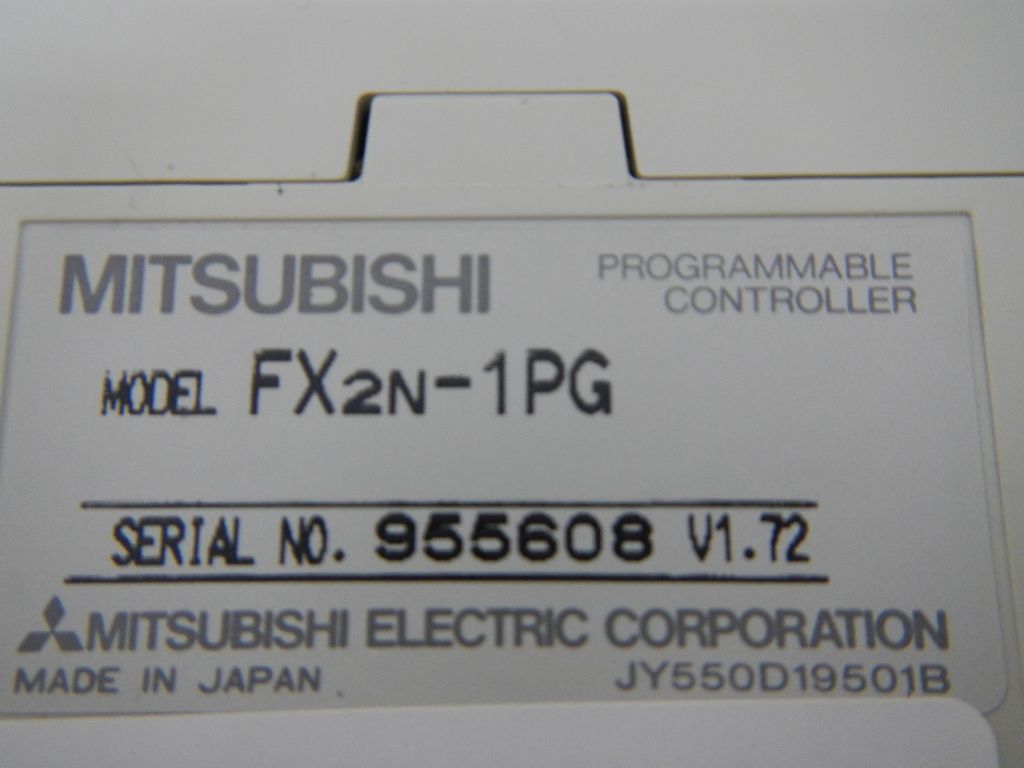 MITSUBISHI
PROGRAMMABLE
CONTROLLER
MODEL FX2N-1PG
SERIAL NO. 955608 V1.72
MITSUBISHI ELECTRIC CORPORATION
MADE IN JAPAN
JY550D19501B